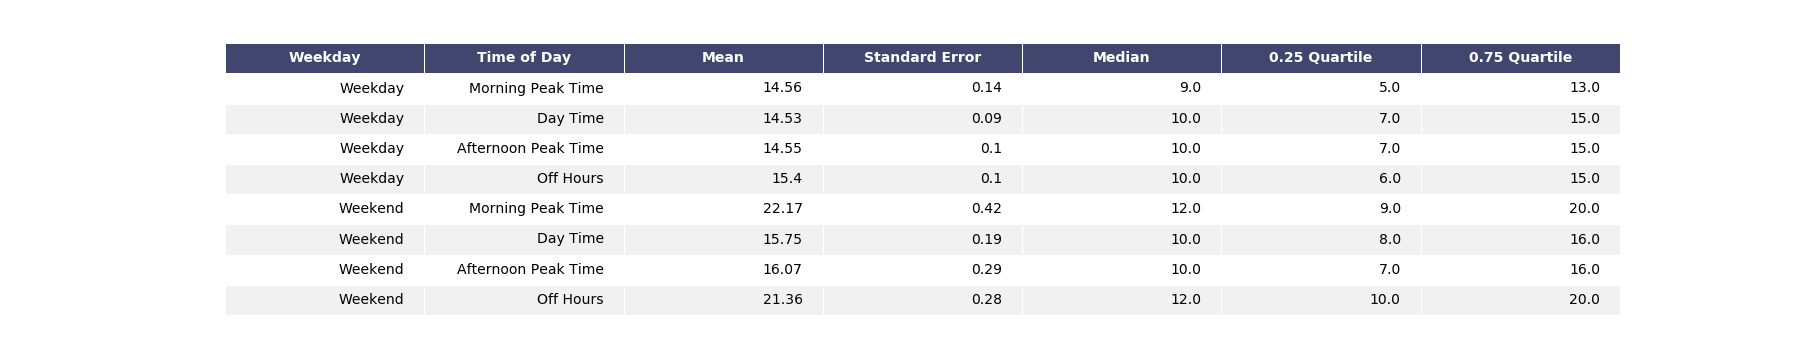 Weekday Time of Day Mean Standard Error Median 0.25 Quartile 0.75 Quartile
Weekday Morning Peak Time 14.56 0.14 9.0 5.0 13.0
Weekday Day Time 14.53 0.09 10.0 7.0 15.0
Weekday Afternoon Peak Time 14.55 0.1 10.0 7.0 15.0
Weekday Off Hours 15.4 0.1 10.0 6.0 15.0
Weekend Morning Peak Time 22.17 0.42 12.0 9.0 20.0
Weekend Day Time 15.75 0.19 10.0 8.0 16.0
Weekend Afternoon Peak Time 16.07 0.29 10.0 7.0 16.0
Weekend Off Hours 21.36 0.28 12.0 10.0 20.0